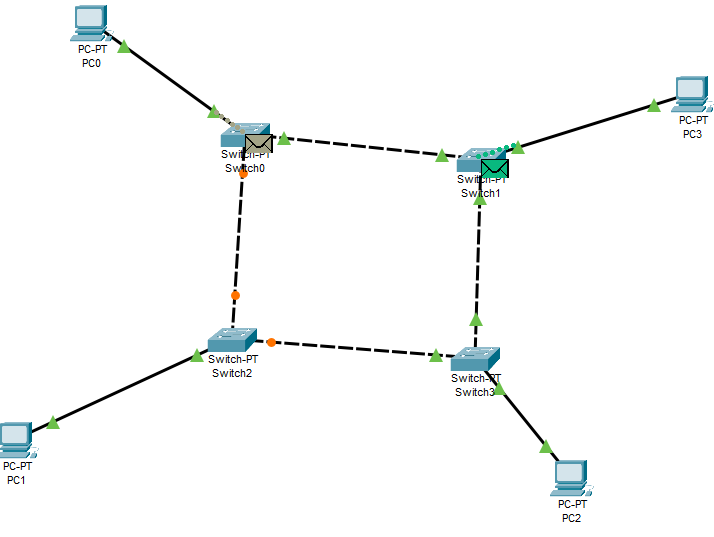 PC-PT
PC0
PC-PT
PC3
Switch-PT
Switch0
Switch-PT
Switch1
Switch-PT
Switch2
Switch-PT
Switch3
PC-PT
PC1
PC-PT
PC2